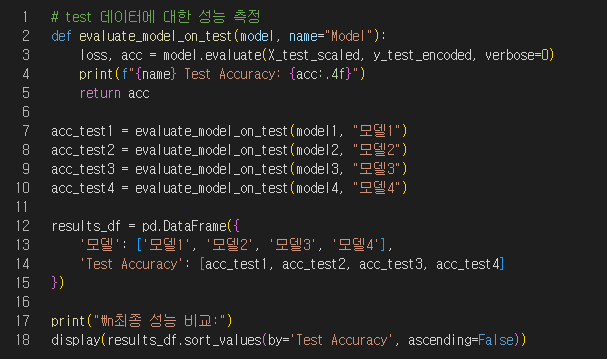 1 # test 데이터에 대한 성능 측정
2 def evaluate_model_on_test(model, name="Model"):
3     loss, acc = model.evaluate(X_test_scaled, y_test_encoded, verbose=0)
4     print(f"{name} Test Accuracy: {acc:.4f}")
5     return acc
6
7 acc_test1 = evaluate_model_on_test(model1, "모델1")
8 acc_test2 = evaluate_model_on_test(model2, "모델2")
9 acc_test3 = evaluate_model_on_test(model3, "모델3")
10 acc_test4 = evaluate_model_on_test(model4, "모델4")
11
12 results_df = pd.DataFrame({
13     '모델': ['모델1', '모델2', '모델3', '모델4'],
14     'Test Accuracy': [acc_test1, acc_test2, acc_test3, acc_test4]
15 })
16
17 print("₩n최종 성능 비교:")
18 display(results_df.sort_values(by='Test Accuracy', ascending=False))